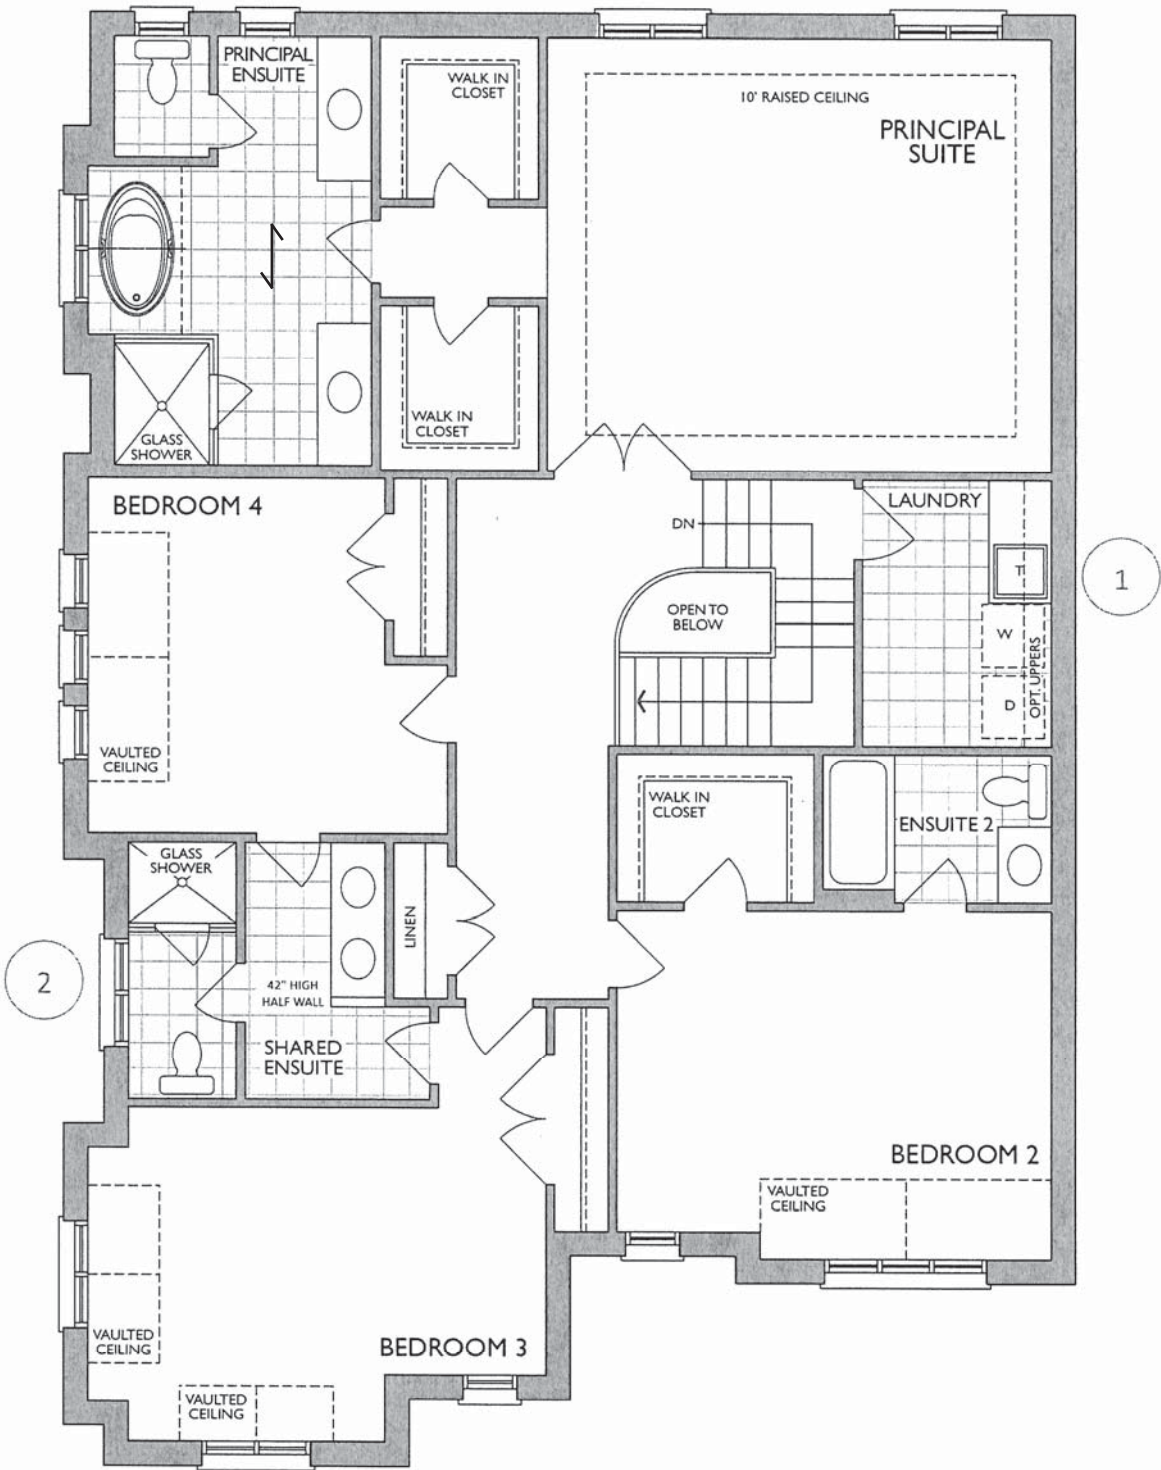 PRINCIPAL
ENSUITE
WALK IN
CLOSET
10' RAISED CEILING
PRINCIPAL
SUITE
WALK IN
CLOSET
GLASS
SHOWER
BEDROOM 4
LAUNDRY
DN
T
1
OPEN TO
BELOW
W
OPT. UPPERS
D
VAULTED
CEILING
WALK IN
CLOSET
ENSUITE 2
GLASS
SHOWER
LINEN
2
42" HIGH
HALF WALL
SHARED
ENSUITE
BEDROOM 2
VAULTED
CEILING
VAULTED
CEILING
BEDROOM 3
VAULTED
CEILING